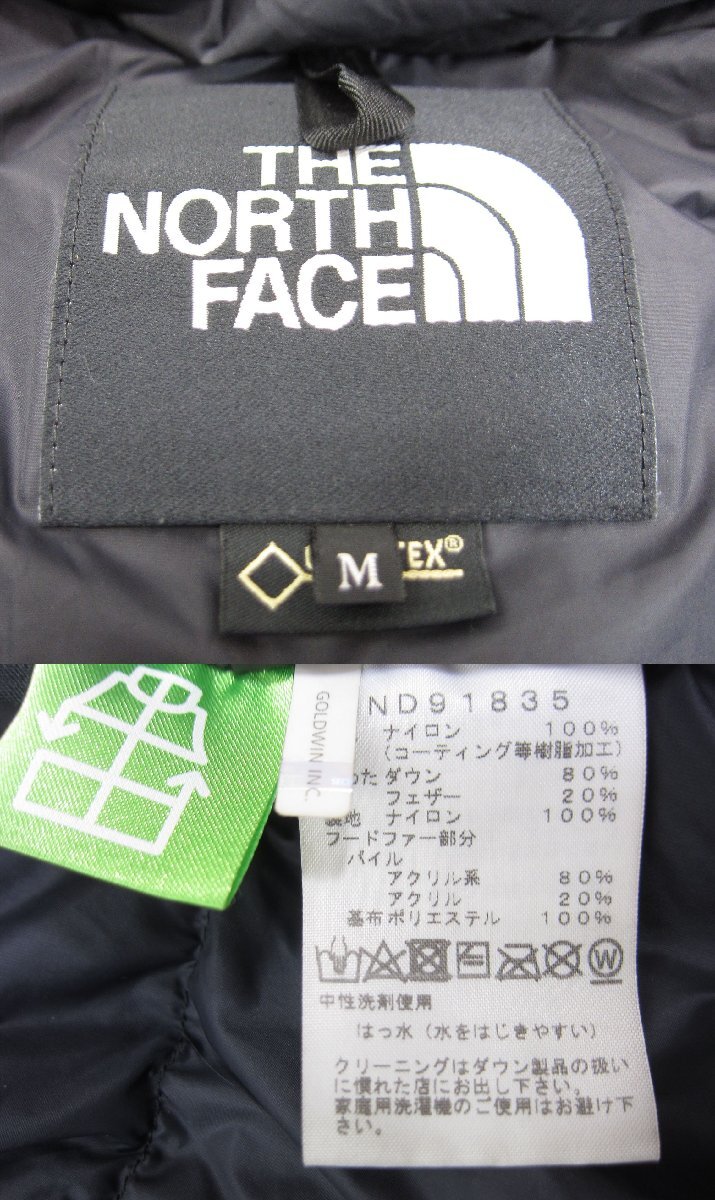 THE
NORTH
FACE
TEX®
M
GOLDWIN INC.
ND91835
ナイロン 100%
(コーティング等樹脂加工)
わた ダウン 80%
フェザー 20%
裏地 ナイロン 100%
フードファー部分
パイル
アクリル系 80%
アクリル 20%
基布ポリエステル 100%
W
中性洗剤使用
はっ水(水をはじきやすい)
クリーニングはダウン製品の扱い
に慣れた店にお出し下さい。
家庭用洗濯機のご使用はお避け下
さい。